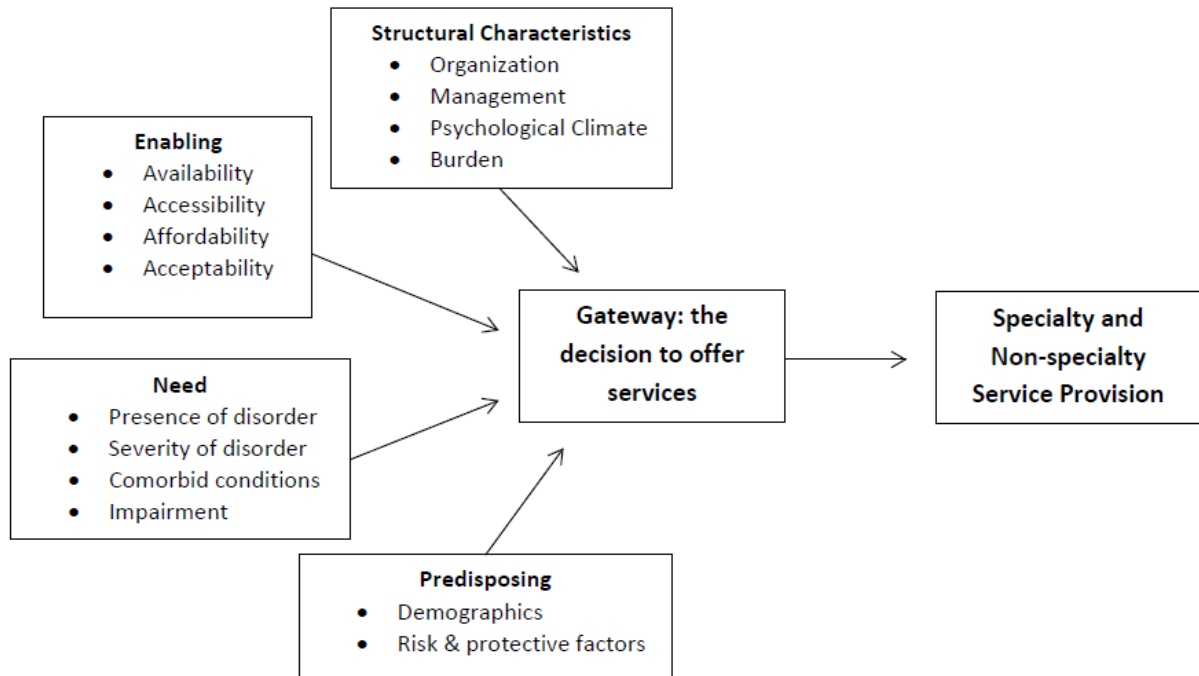 Structural Characteristics
• Organization
• Management
• Psychological Climate
• Burden
Enabling
• Availability
• Accessibility
• Affordability
• Acceptability
Need
• Presence of disorder
• Severity of disorder
• Comorbid conditions
• Impairment
Predisposing
• Demographics
• Risk & protective factors
Gateway: the
decision to offer
services
Specialty and
Non-specialty
Service Provision